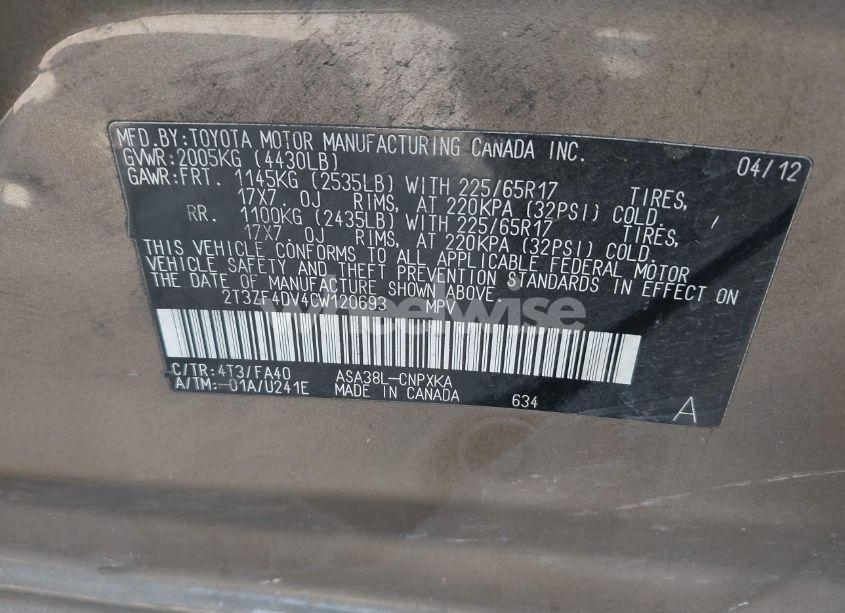 MFD.BY:TOYOTA MOTOR MANUFACTURING CANADA INC. 04/12
GVWR:2005KG (4430LB)
GAWR:FRT. 1145KG (2535LB) WITH 225/65R17 TIRES,
17X7. 0J RIMS, AT 220KPA (32PSI) COLD.
RR. 1100KG (2435LB) WITH 225/65R17 TIRES,
17X7. 0J RIMS, AT 220KPA (32PSI) COLD.
THIS VEHICLE CONFORMS TO ALL APPLICABLE FEDERAL MOTOR
VEHICLE SAFETY AND THEFT PREVENTION STANDARDS IN EFFECT ON
THE DATE OF MANUFACTURE SHOWN ABOVE.
2T3ZF4DV4CW120693 MPV
wheelwise
C/TR:4T3/FA40 ASA38L-CNPXKA
A/TM:-01A/U241E MADE IN CANADA 634 A